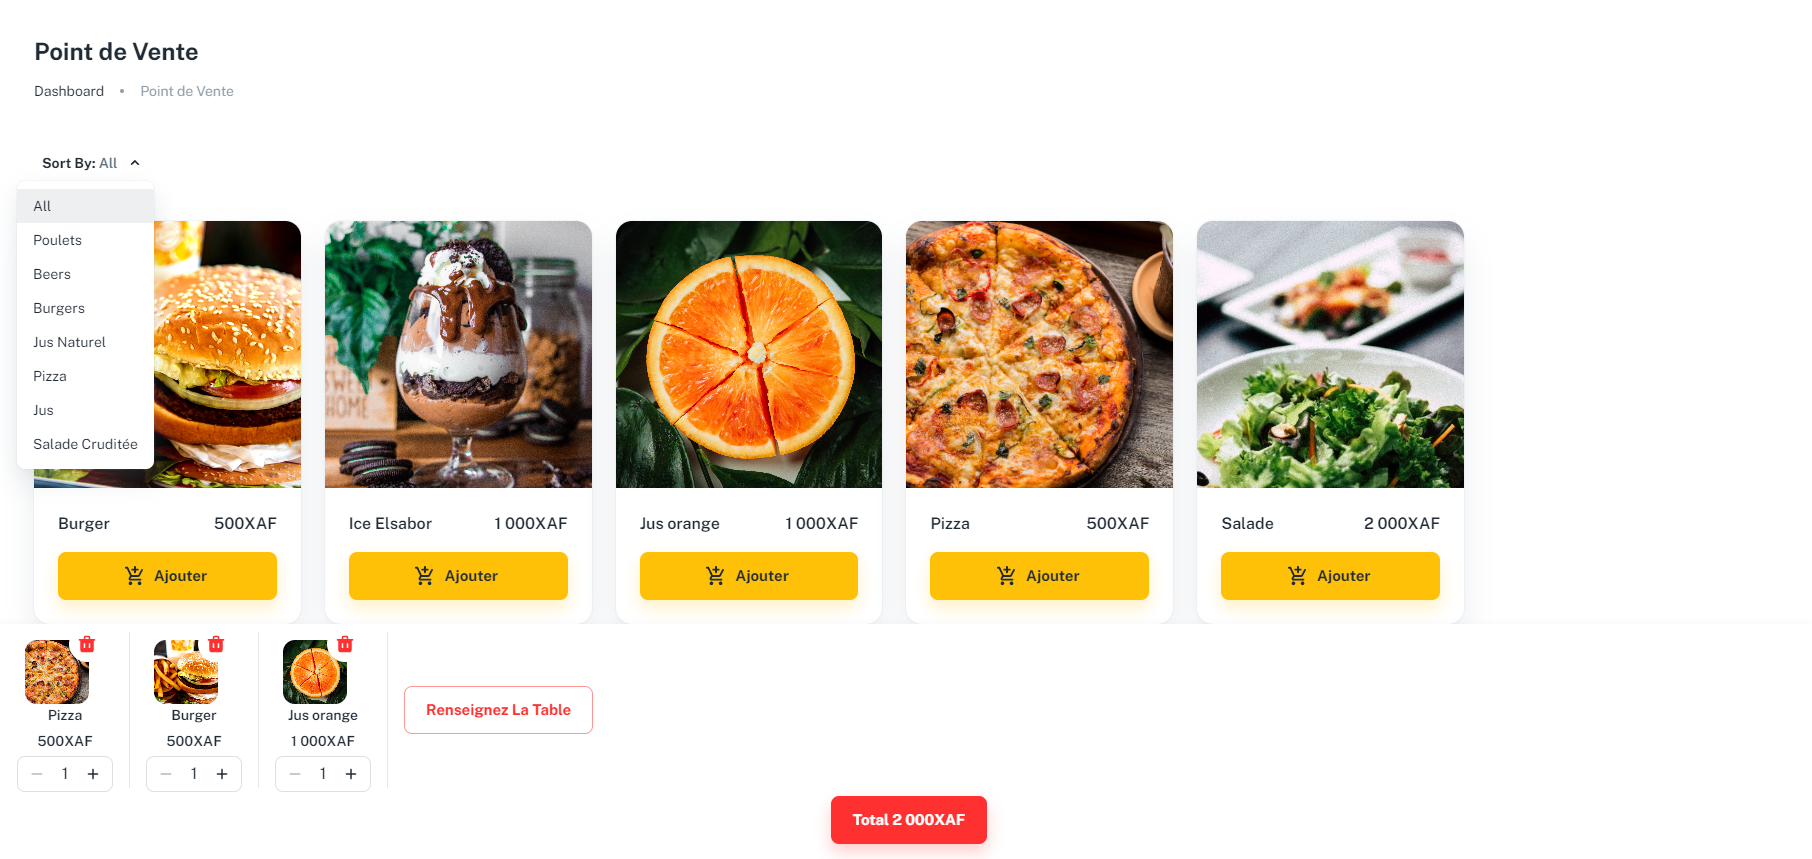 Point de Vente
Dashboard • Point de Vente
Sort By: All
All
Poulets
Beers
Burgers
Jus Naturel
Pizza
Jus
Salade Cruditée
HOME
Burger 500XAF
Ajouter
Ice Elsabor 1 000XAF
Ajouter
Jus orange 1 000XAF
Ajouter
Pizza 500XAF
Ajouter
Salade 2 000XAF
Ajouter
Pizza
500XAF
− 1 +
Burger
500XAF
− 1 +
Jus orange
1 000XAF
− 1 +
Renseignez La Table
Total 2 000XAF